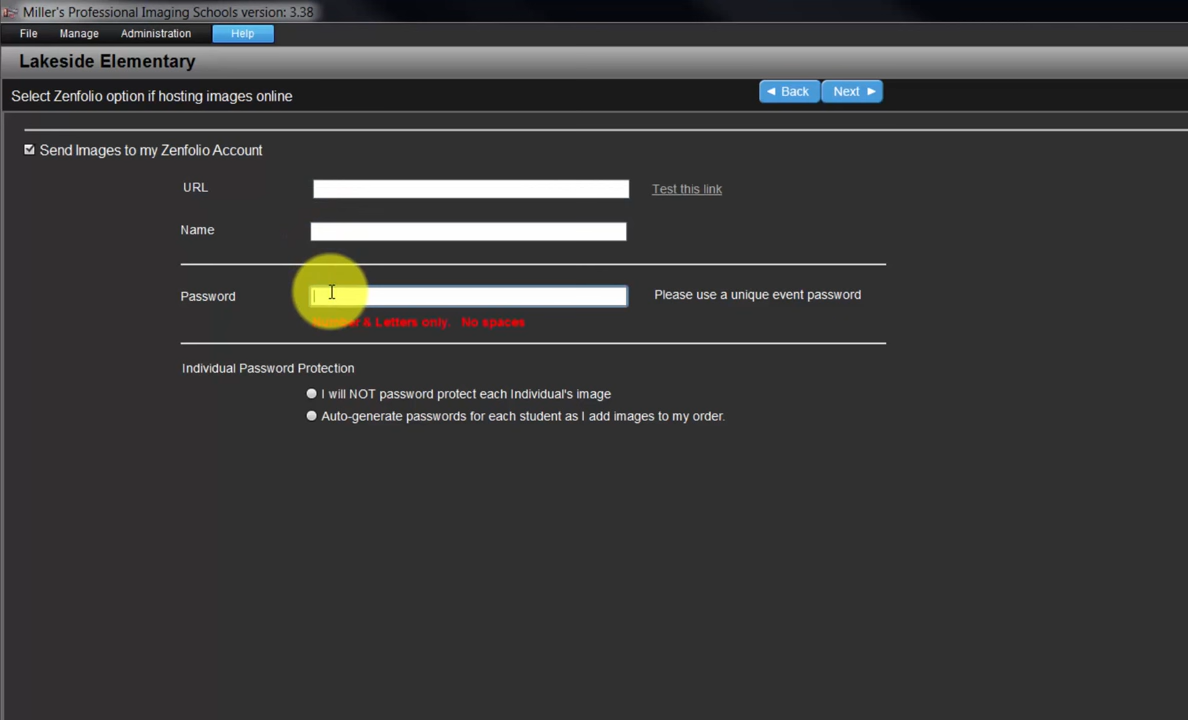 Miller's Professional Imaging Schools version: 3.38
File Manage Administration Help
Lakeside Elementary
Select Zenfolio option if hosting images online
◄ Back Next ►
Send Images to my Zenfolio Account
URL Test this link
Name
Password Please use a unique event password
& Letters only. No spaces
Individual Password Protection
I will NOT password protect each Individual's image
Auto-generate passwords for each student as I add images to my order.